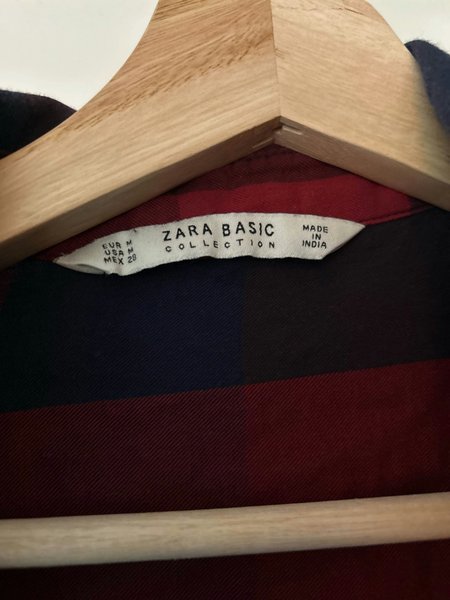 EUR M
USA M
MEX 28
ZARA BASIC
COLLECTION
MADE
IN
INDIA